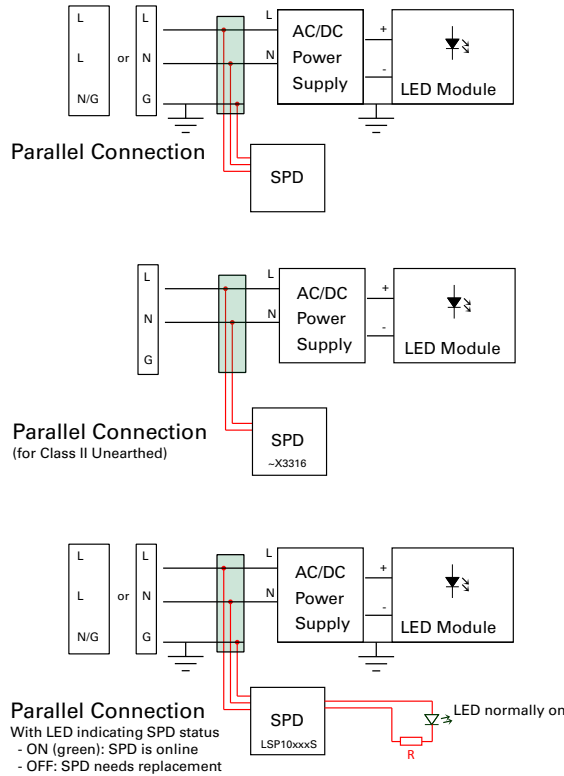 L
L
N/G
or
L
N
G
L
N
AC/DC
Power
Supply
+
-
LED Module
Parallel Connection
SPD
L
N
G
L
N
AC/DC
Power
Supply
+
-
LED Module
Parallel Connection
(for Class II Unearthed)
SPD
~X3316
L
L
N/G
or
L
N
G
L
N
AC/DC
Power
Supply
+
-
LED Module
Parallel Connection
With LED indicating SPD status
- ON (green): SPD is online
- OFF: SPD needs replacement
SPD
LSP10xxxS
LED normally on
R